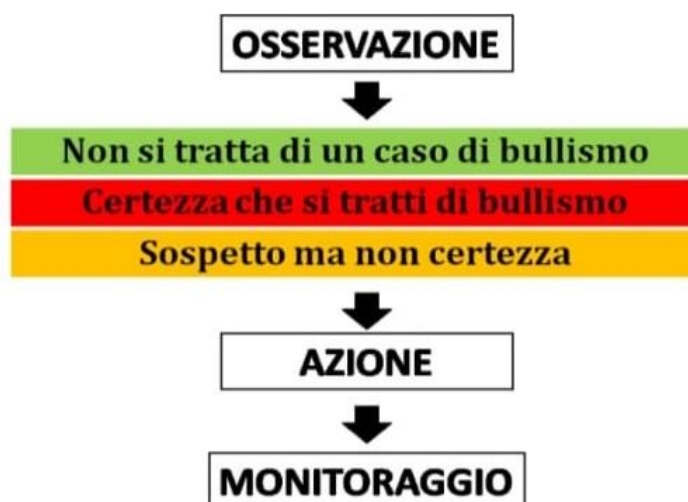 OSSERVAZIONE
Non si tratta di un caso di bullismo
Certezza che si tratti di bullismo
Sospetto ma non certezza
AZIONE
MONITORAGGIO